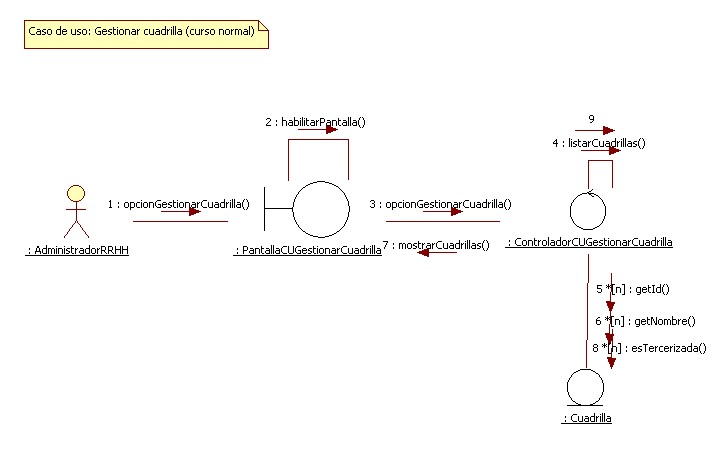 Caso de uso: Gestionar cuadrilla (curso normal)
9
2 : habilitarPantalla()
4 : listarCuadrillas()
1 : opcionGestionarCuadrilla()
3 : opcionGestionarCuadrilla()
7 : mostrarCuadrillas()
: AdministradorRRHH
: PantallaCUGestionarCuadrilla
: ControladorCUGestionarCuadrilla
5 *[n] : getId()
6 *[n] : getNombre()
8 *[n] : esTercerizada()
: Cuadrilla